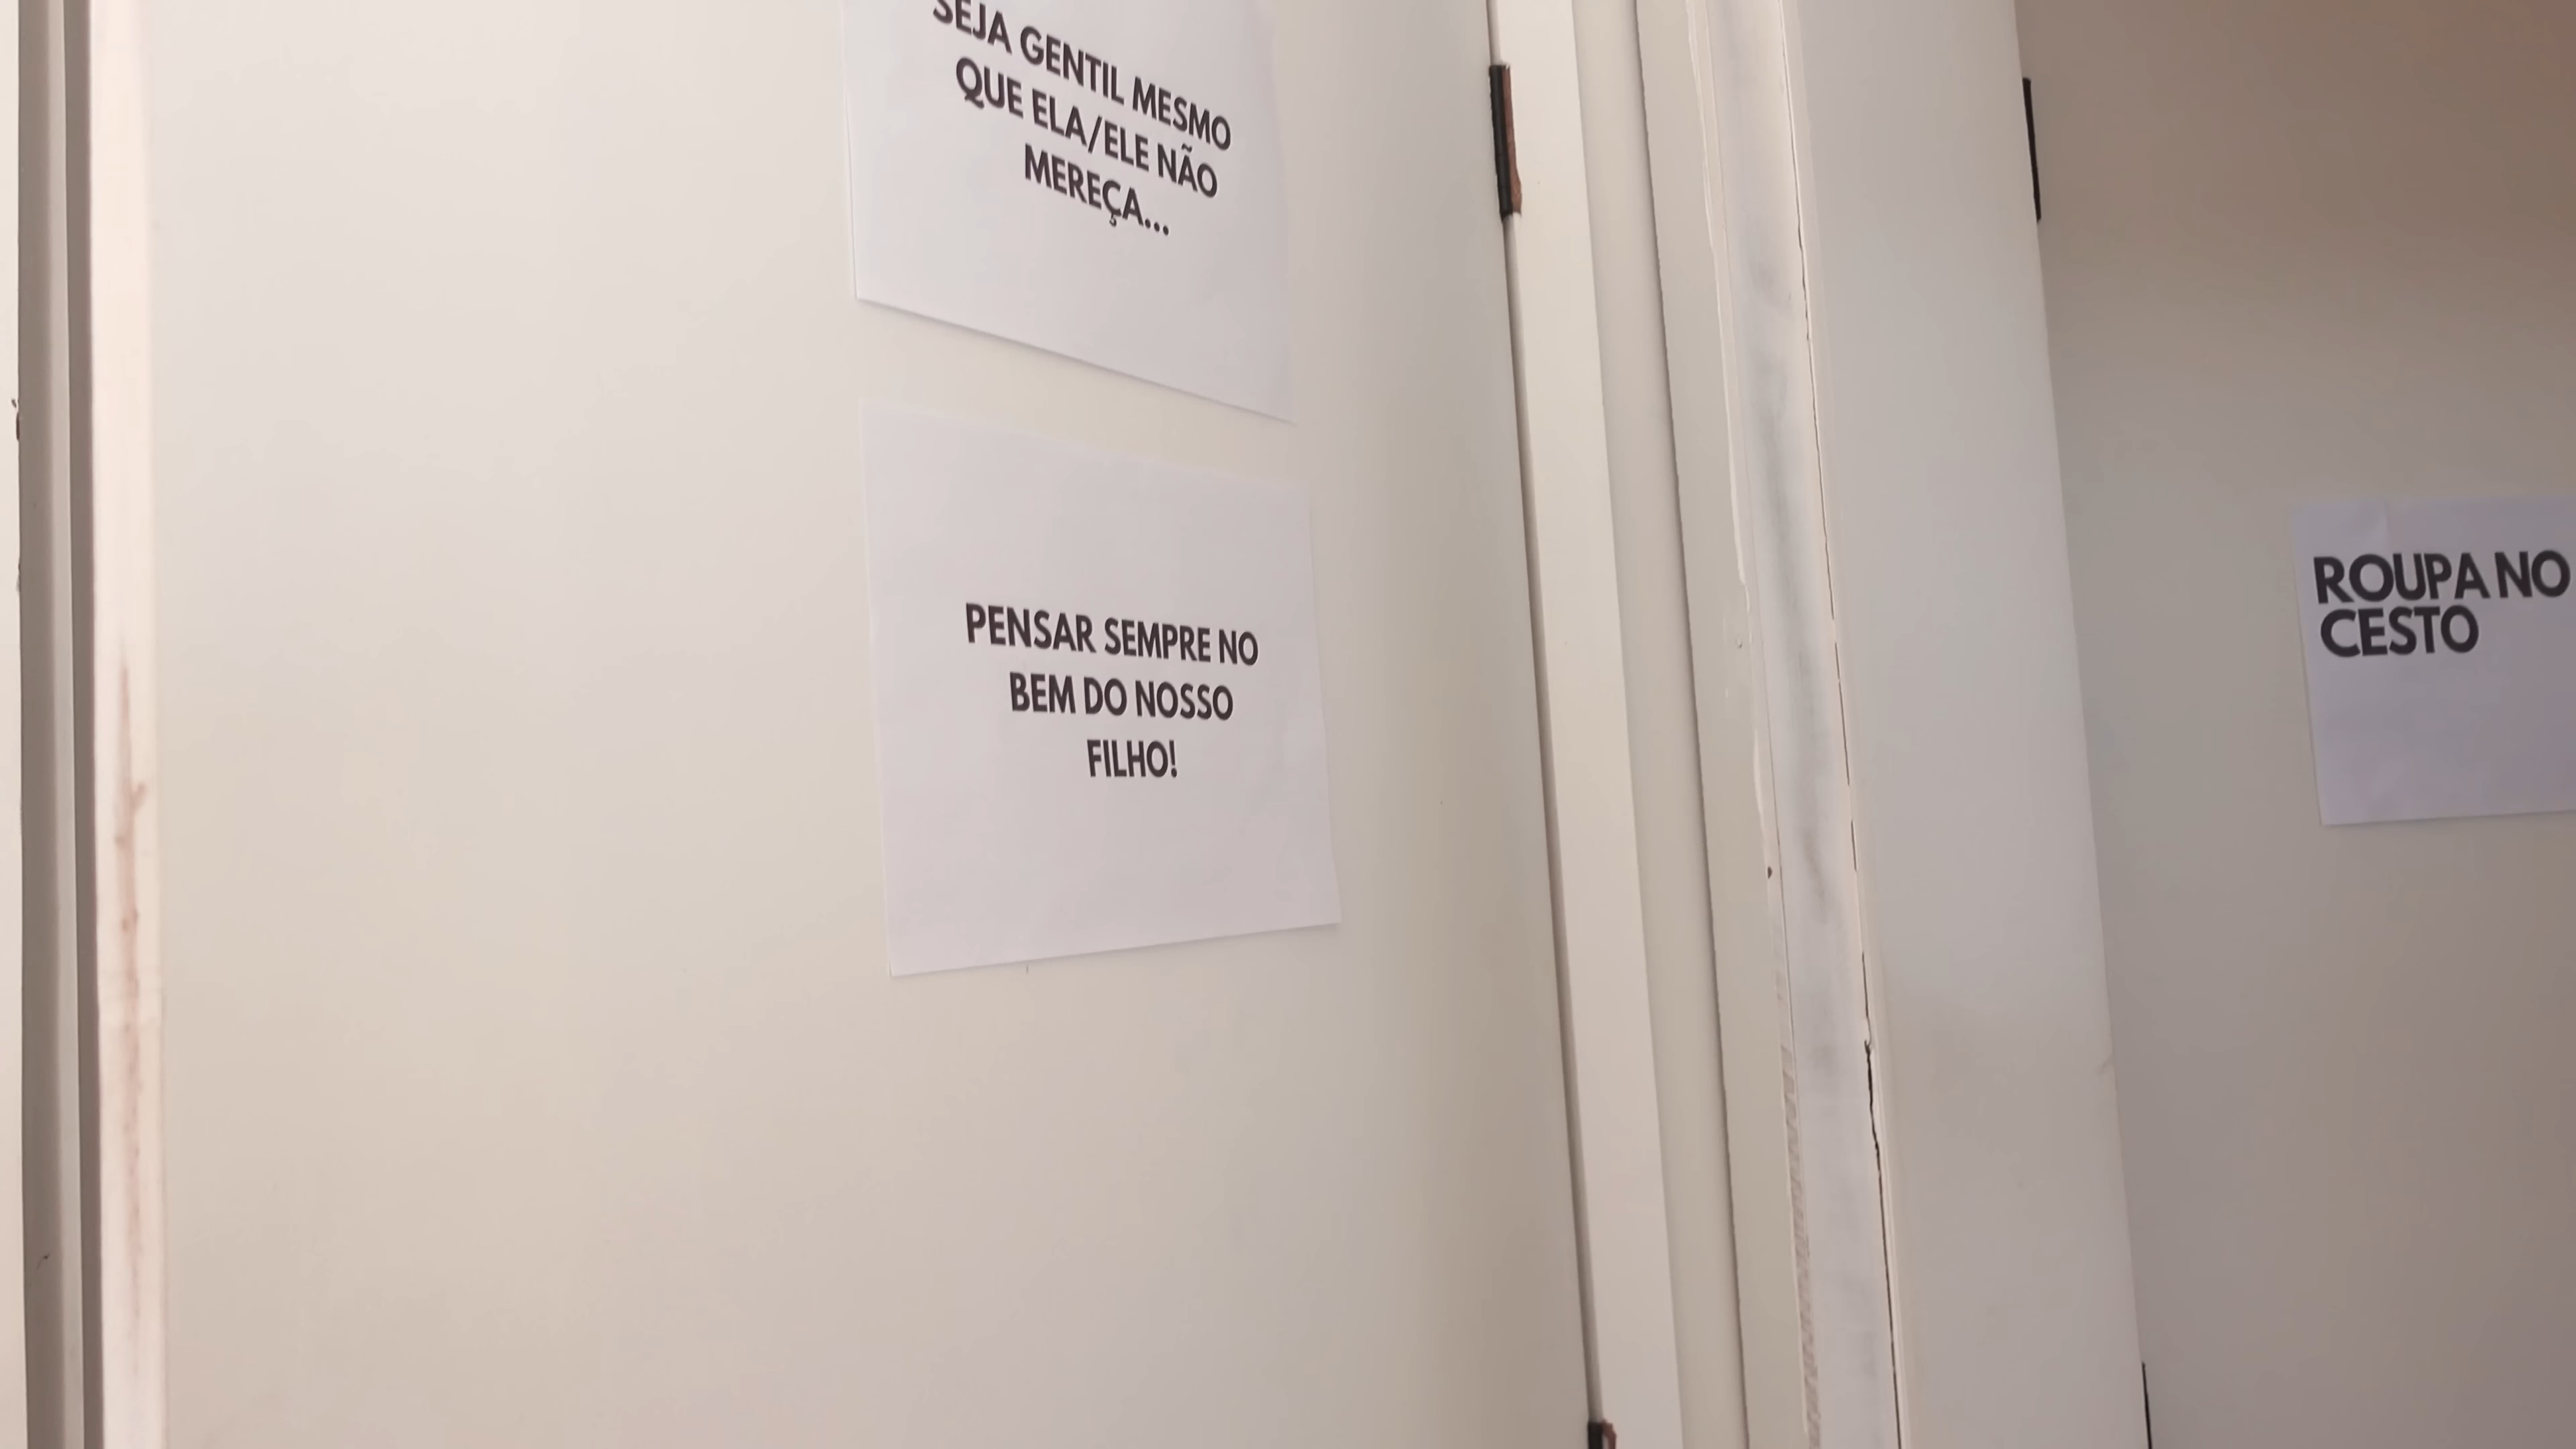 SEJA GENTIL MESMO
QUE ELA/ELE NÃO
MEREÇA...
PENSAR SEMPRE NO
BEM DO NOSSO
FILHO!
ROUPA NO
CESTO